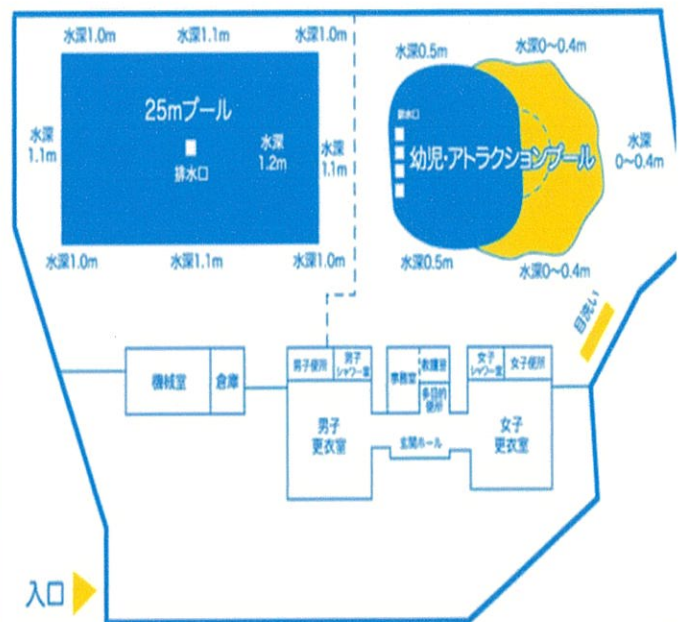 水深1.0m
水深1.1m
水深1.0m
水深0.5m
水深0〜0.4m
25mプール
水深
1.1m
水深
1.2m
水深
1.1m
排水口
排水口
幼児・アトラクションプール
水深
0〜0.4m
水深1.0m
水深1.1m
水深1.0m
水深0.5m
水深0〜0.4m
目洗い
機械室
倉庫
男子便所
男子
シャワー室
事務室
救護室
多目的
便所
女子
シャワー室
女子便所
男子
更衣室
玄関ホール
女子
更衣室
入口